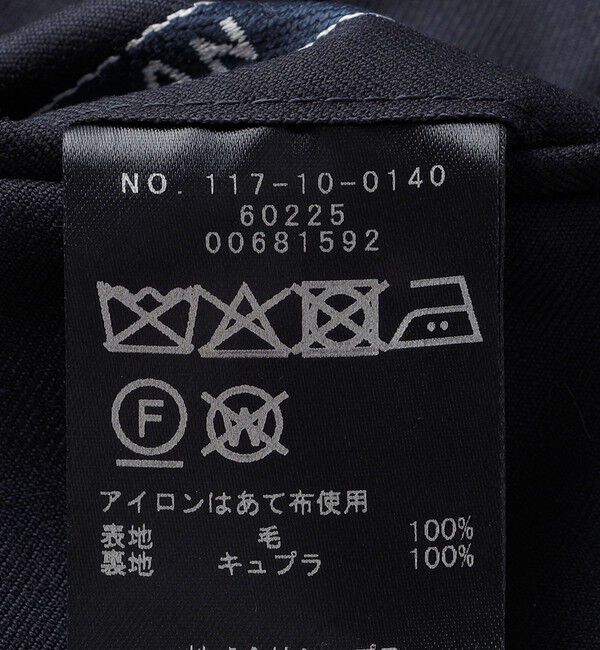 AN
NO. 117-10-0140
60225
00681592
F
W
アイロンはあて布使用
表地 毛 100%
裏地 キュプラ 100%